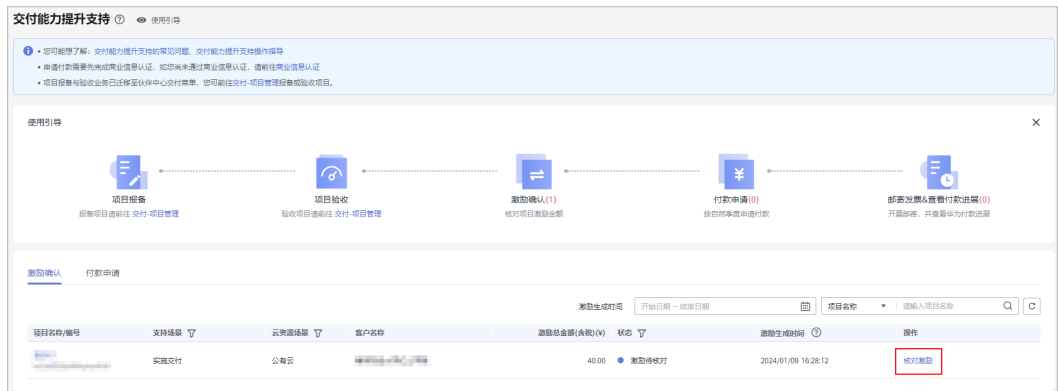 交付能力提升支持 使用引导
• 您可能想了解：交付能力提升支持的常见问题、交付能力提升支持操作指导
• 申请付款需要先完成商业信息认证，如您尚未通过商业信息认证，请前往商业信息认证
• 项目报备与验收业务已迁移至伙伴中心交付菜单，您可前往交付-项目管理报备或验收项目。
使用引导
项目报备 项目验收 激励确认(1) 付款申请(0) 邮寄发票&查看付款进展(0)
报备项目请前往 交付-项目管理 验收项目请前往 交付-项目管理 核对项目激励金额 按自然季度申请付款 开票邮寄，并查看华为付款进展
激励确认 付款申请
激励生成时间 开始日期 – 结束日期 项目名称 请输入项目名称
项目名称/编号 支持场景 云资源场景 客户名称 激励总金额(含税)(¥) 状态 激励生成时间 操作
实施交付 公有云 40.00 激励待核对 2024/01/09 16:28:12 核对激励